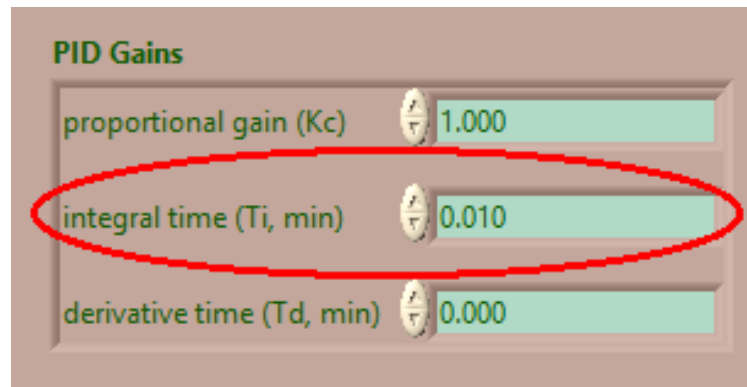 PID Gains
proportional gain (Kc) 1.000
integral time (Ti, min) 0.010
derivative time (Td, min) 0.000